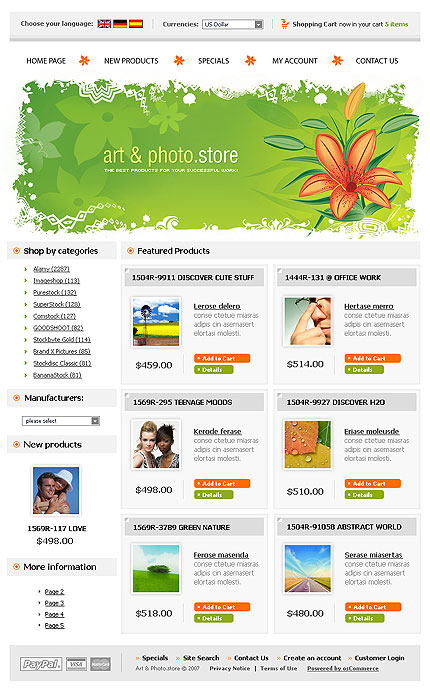 Choose your language:
Currencies: US Dollar
Shopping Cart now in your cart 5 items
HOME PAGE NEW PRODUCTS SPECIALS MY ACCOUNT CONTACT US
art & photo.store
THE BEST PRODUCTS FOR YOUR SUCCESSFUL WORK!
Shop by categories
Alamy (2287)
Imageshop (113)
Purestock (132)
SuperStock (128)
Comstock (127)
GOODSHOOT (82)
Stockbyte Gold (114)
Brand X Pictures (85)
Stockdisc Classic (81)
BananaStock (81)
Manufacturers:
please select
New products
1569R-117 LOVE
$498.00
More information
Page 2
Page 3
Page 4
Page 5
Featured Products
1504R-9911 DISCOVER CUTE STUFF
Lerose delero
conse ctetue miasras
adipis cin asemasert
elortasi molesti.
$459.00
Add to Cart
Details
1444R-131 @ OFFICE WORK
Hertase merro
conse ctetue miasras
adipis cin asemasert
elortasi molesti.
$514.00
Add to Cart
Details
1569R-295 TEENAGE MOODS
Kerode ferase
conse ctetue miasras
adipis cin asemasert
elortasi molesti.
$498.00
Add to Cart
Details
1504R-9927 DISCOVER H2O
Eriase moleusde
conse ctetue miasras
adipis cin asemasert
elortasi molesti.
$510.00
Add to Cart
Details
1569R-3789 GREEN NATURE
Ferose masenda
conse ctetue miasras
adipis cin asemasert
elortasi molesti.
$518.00
Add to Cart
Details
1504R-91058 ABSTRACT WORLD
Serase miasertas
conse ctetue miasras
adipis cin asemasert
elortasi molesti.
$480.00
Add to Cart
Details
PayPal VISA
Specials Site Search Contact Us Create an account Customer Login
Art & Photo.store © 2007 Privacy Notice | Terms of Use Powered by osCommerce